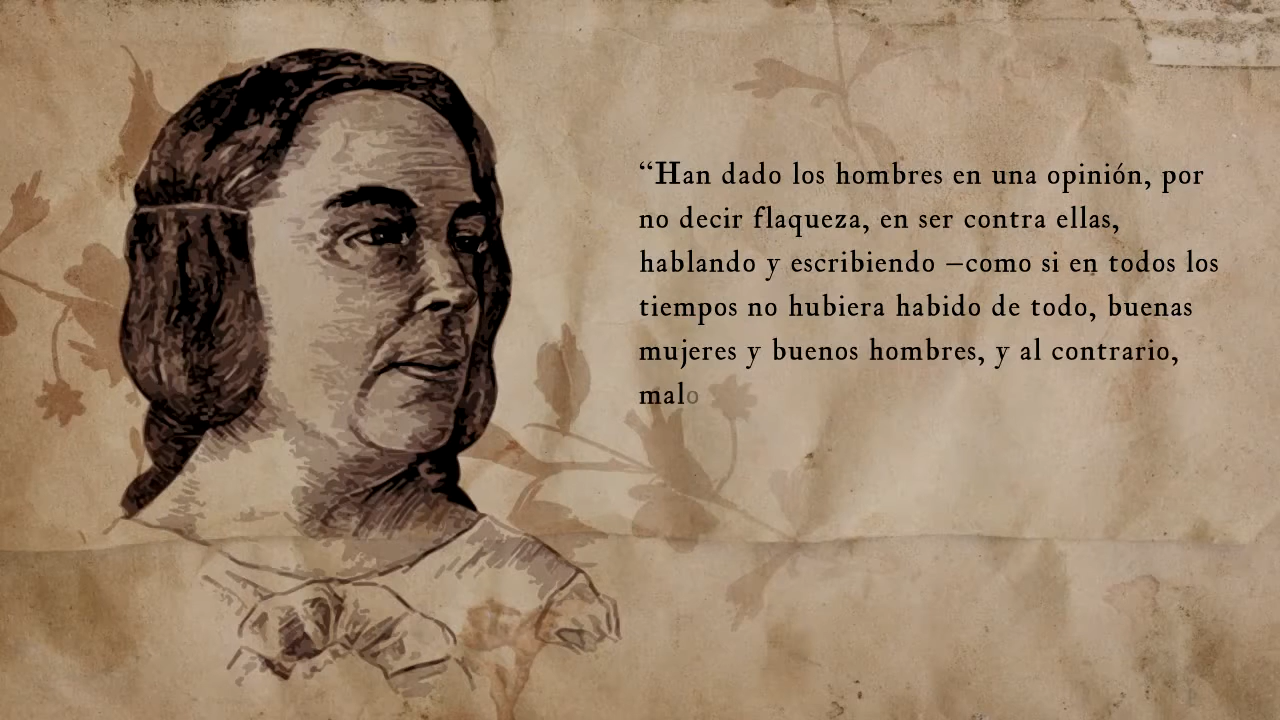 “Han dado los hombres en una opinión, por
no decir flaqueza, en ser contra ellas,
hablando y escribiendo –como si en todos los
tiempos no hubiera habido de todo, buenas
mujeres y buenos hombres, y al contrario,
malo